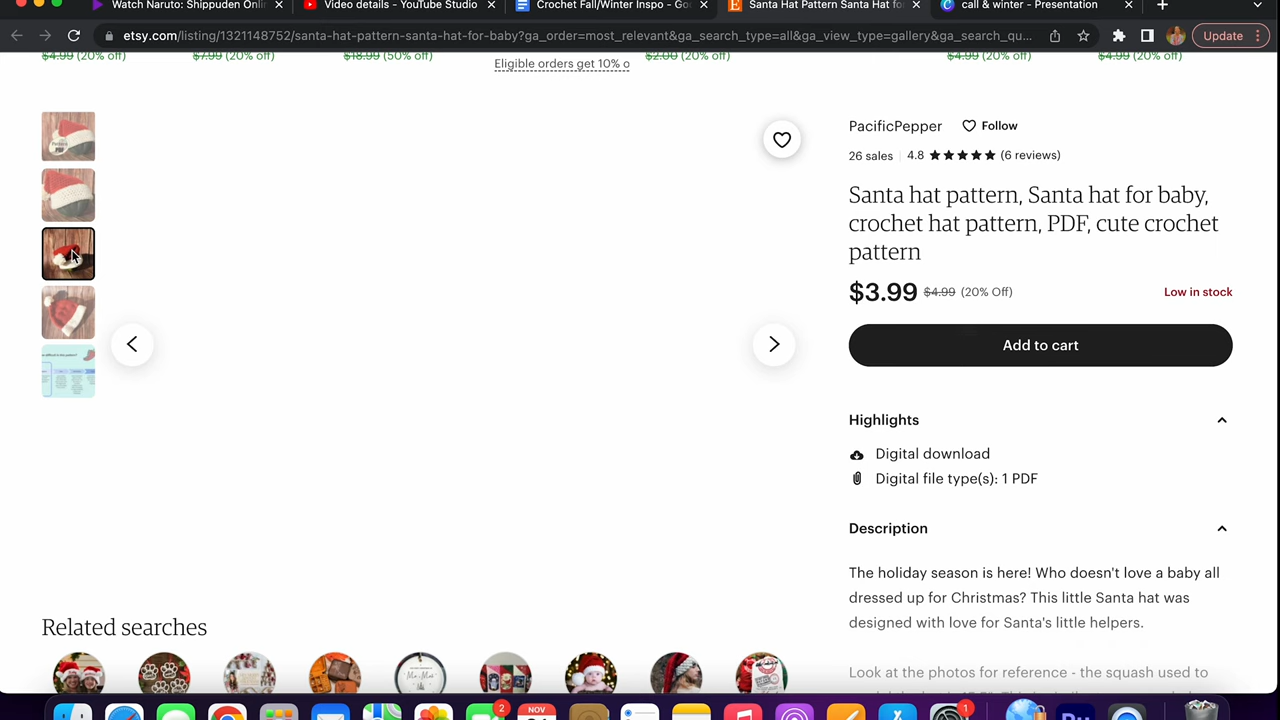 Watch Naruto: Shippuden Onli
Video details - YouTube Studio
Crochet Fall/Winter Inspo - Go
Santa Hat Pattern Santa Hat fo
call & winter - Presentation
etsy.com/listing/1321148752/santa-hat-pattern-santa-hat-for-baby?ga_order=most_relevant&ga_search_type=all&ga_view_type=gallery&ga_search_qu...
Update
$4.99 (20% off)
$7.99 (20% off)
$18.99 (50% off)
Eligible orders get 10% o
$2.00 (20% off)
$4.99 (20% off)
$4.99 (20% off)
PacificPepper
Follow
26 sales
4.8
(6 reviews)
Santa hat pattern, Santa hat for baby,
crochet hat pattern, PDF, cute crochet
pattern
$3.99 $4.99 (20% Off)
Low in stock
Add to cart
Highlights
Digital download
Digital file type(s): 1 PDF
Description
The holiday season is here! Who doesn't love a baby all
dressed up for Christmas? This little Santa hat was
designed with love for Santa's little helpers.
Look at the photos for reference - the squash used to
Related searches
2
NOV
1